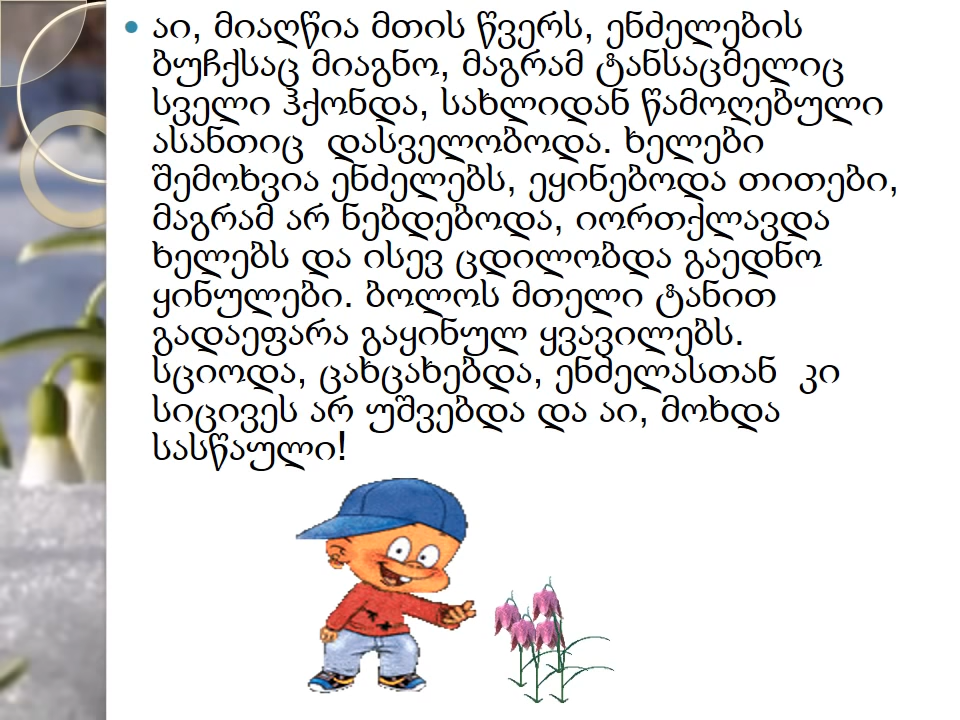 აი, მიაღწია მთის წვერს, ენძელების
ბუჩქსაც მიაგნო, მაგრამ ტანსაცმელიც
სველი ჰქონდა, სახლიდან წამოღებული
ასანთიც დასველობოდა. ხელები
შემოხვია ენძელებს, ეყინებოდა თითები,
მაგრამ არ ნებდებოდა, იორთქლავდა
ხელებს და ისევ ცდილობდა გაედნო
ყინულები. ბოლოს მთელი ტანით
გადაეფარა გაყინულ ყვავილებს.
სციოდა, ცახცახებდა, ენძელასთან კი
სიცივეს არ უშვებდა და აი, მოხდა
სასწაული!